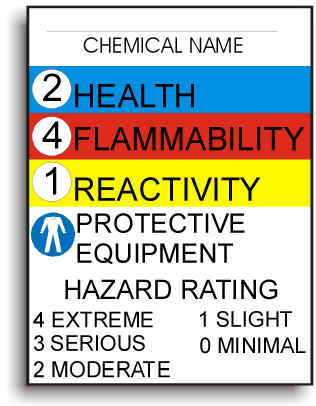 CHEMICAL NAME
2 HEALTH
4 FLAMMABILITY
1 REACTIVITY
PROTECTIVE
EQUIPMENT
HAZARD RATING
4 EXTREME 1 SLIGHT
3 SERIOUS 0 MINIMAL
2 MODERATE